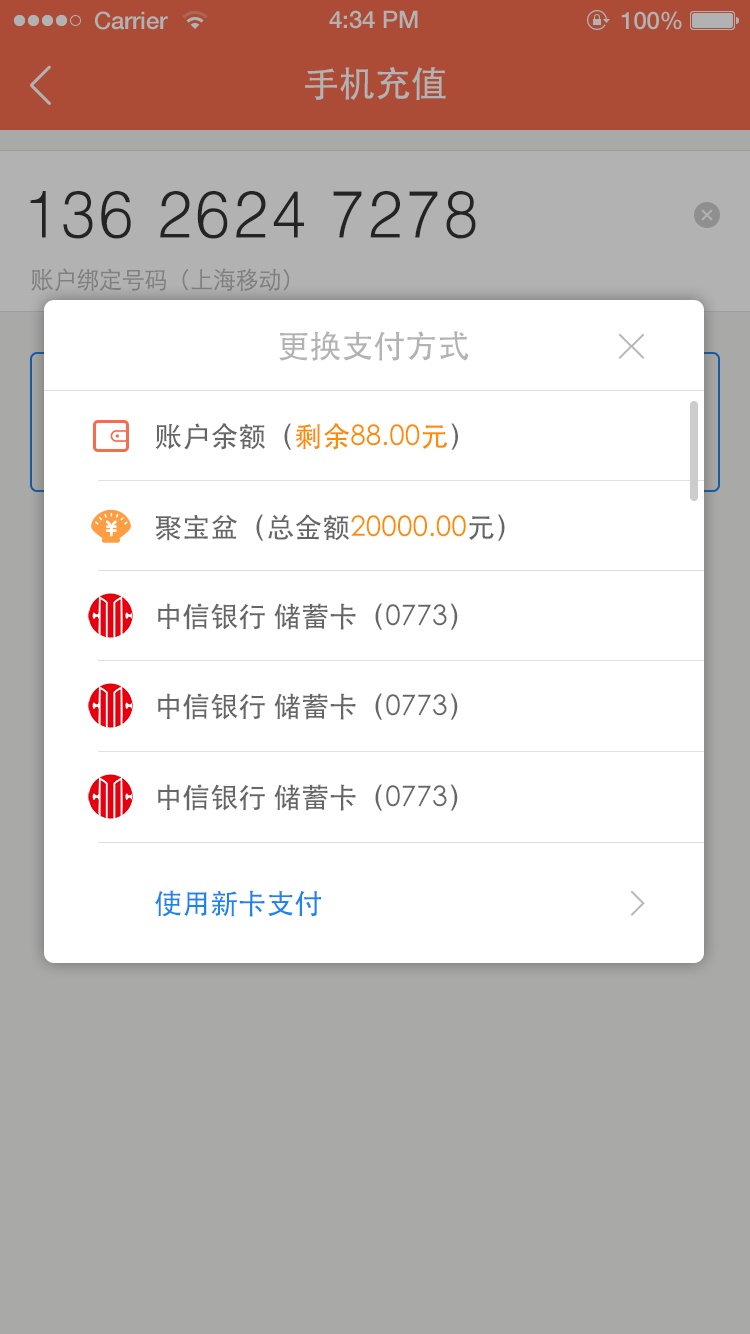 Carrier 4:34 PM 100%
手机充值
136 2624 7278
账户绑定号码（上海移动）
更换支付方式
账户余额（剩余88.00元）
¥ 聚宝盆（总金额20000.00元）
中信银行 储蓄卡（0773）
中信银行 储蓄卡（0773）
中信银行 储蓄卡（0773）
使用新卡支付